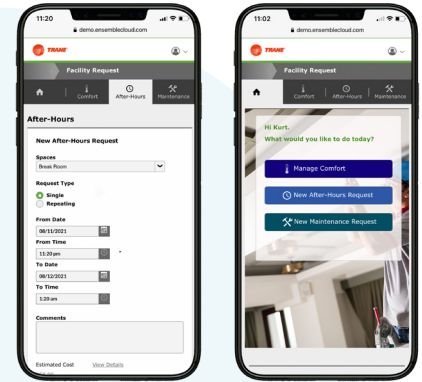 11:20
demo.ensemblecloud.com
TRANE
Facility Request
Comfort
After-Hours
Maintenance
After-Hours
New After-Hours Request
Spaces
Break Room
Request Type
Single
Repeating
From Date
08/11/2021
From Time
11:20 pm
*
To Date
08/12/2021
To Time
1:20 am
Comments
Estimated Cost View Details
11:02
demo.ensemblecloud.com
TRANE
Facility Request
Comfort
After-Hours
Maintenance
Hi Kurt.
What would you like to do today?
Manage Comfort
New After-Hours Request
New Maintenance Request